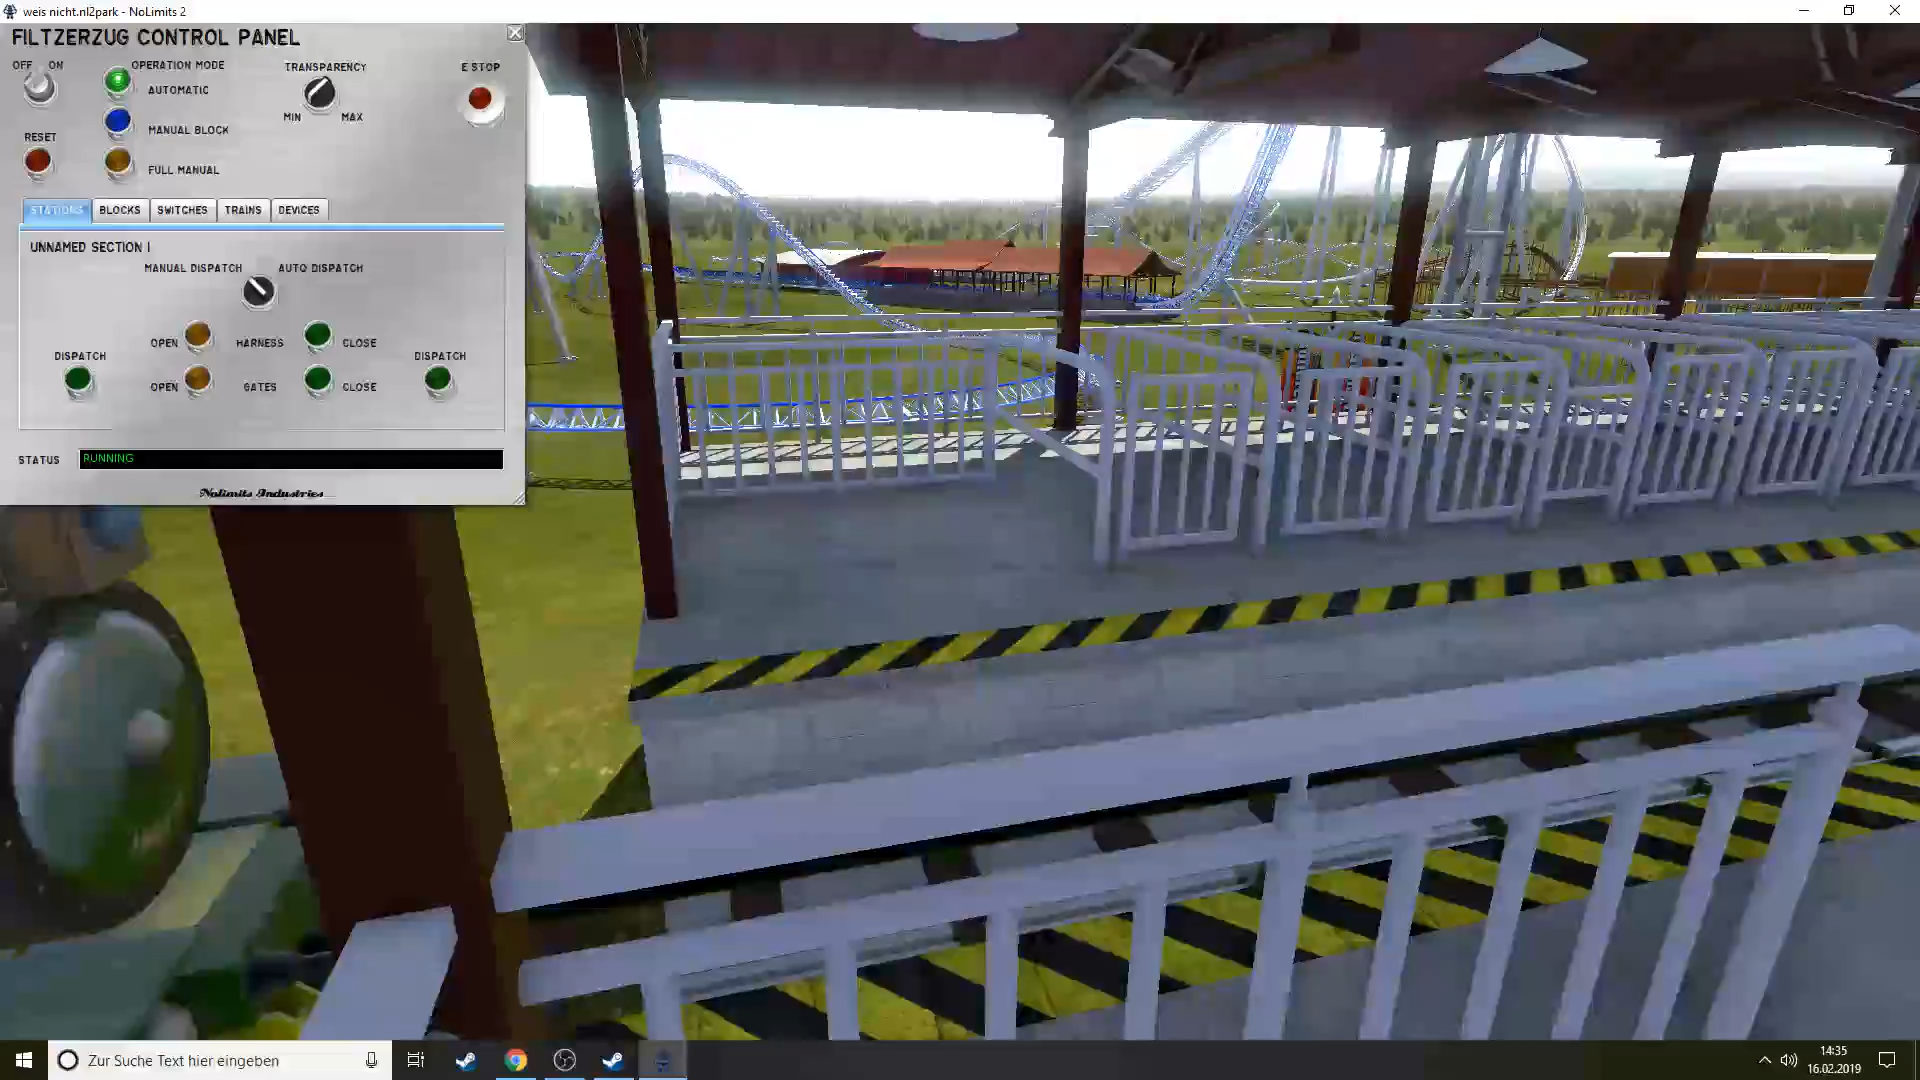 weis nicht.nl2park - NoLimits 2
FILTZERZUG CONTROL PANEL
OFF ON
OPERATION MODE
TRANSPARENCY
E STOP
AUTOMATIC
MIN MAX
MANUAL BLOCK
RESET
FULL MANUAL
STATIONS BLOCKS SWITCHES TRAINS DEVICES
UNNAMED SECTION 1
MANUAL DISPATCH AUTO DISPATCH
OPEN HARNESS CLOSE
DISPATCH DISPATCH
OPEN GATES CLOSE
STATUS RUNNING
Nolimits Industries
Zur Suche Text hier eingeben
14:35
16.02.2019